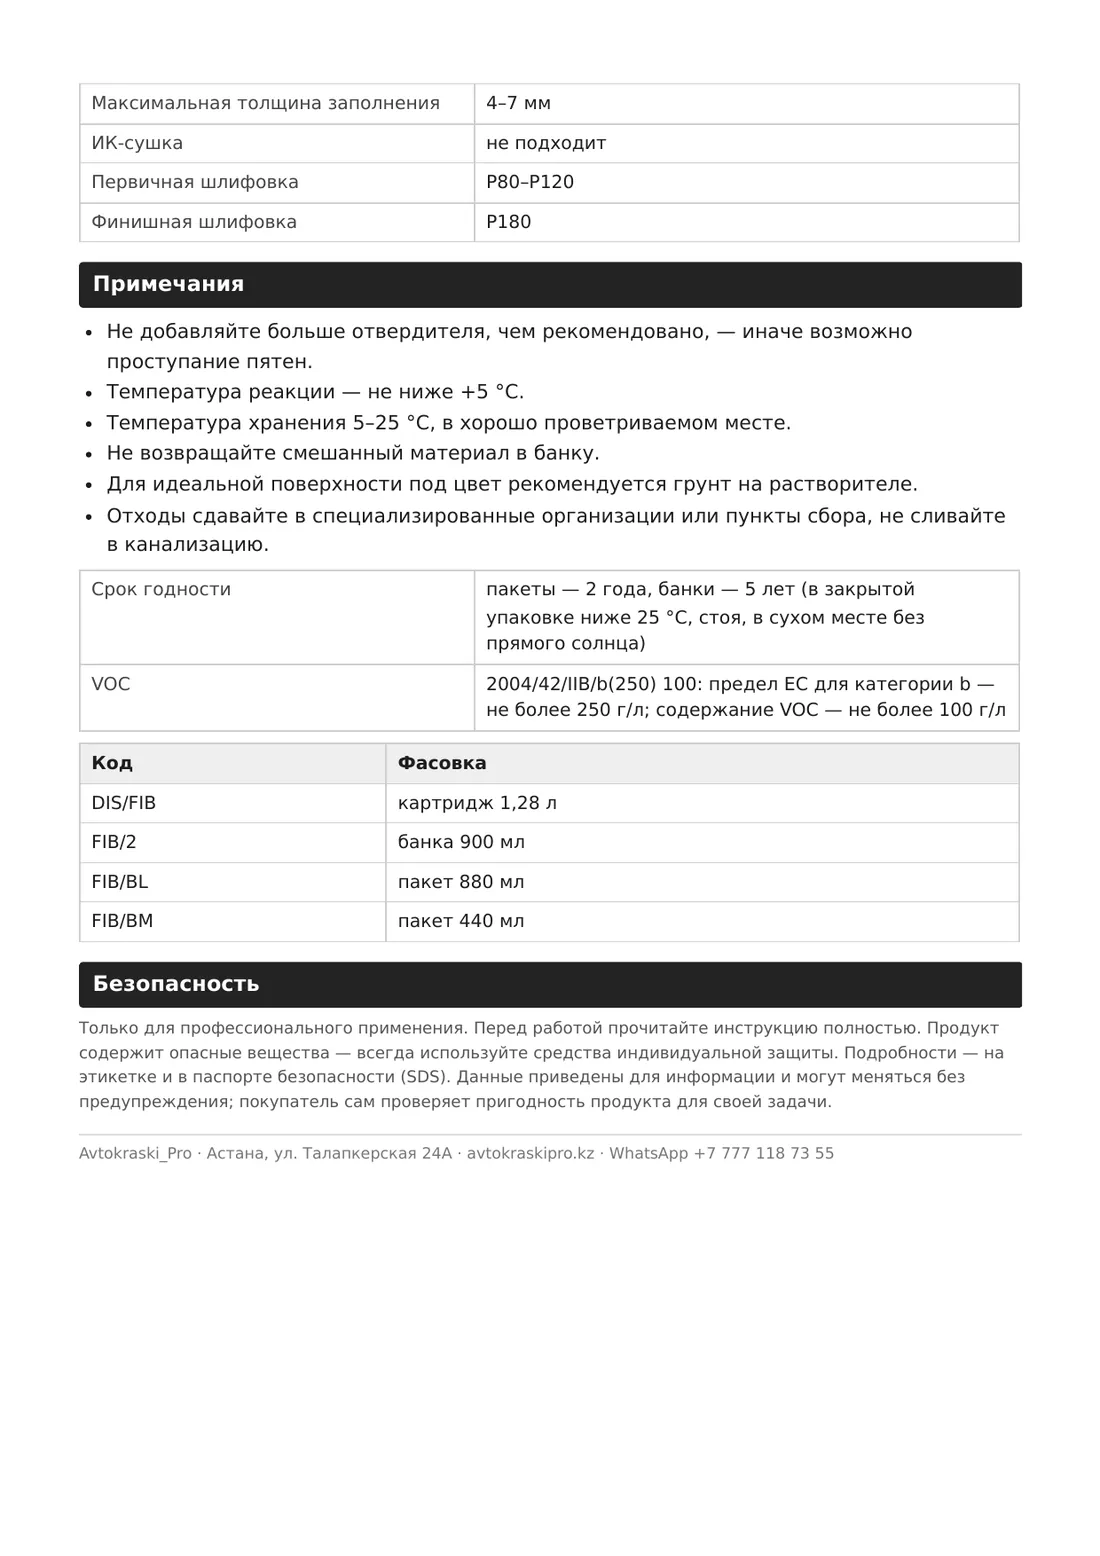 Максимальная толщина заполнения 4–7 мм
ИК-сушка не подходит
Первичная шлифовка P80–P120
Финишная шлифовка P180
Примечания
• Не добавляйте больше отвердителя, чем рекомендовано, — иначе возможно
проступание пятен.
• Температура реакции — не ниже +5 °C.
• Температура хранения 5–25 °C, в хорошо проветриваемом месте.
• Не возвращайте смешанный материал в банку.
• Для идеальной поверхности под цвет рекомендуется грунт на растворителе.
• Отходы сдавайте в специализированные организации или пункты сбора, не сливайте
в канализацию.
Срок годности пакеты — 2 года, банки — 5 лет (в закрытой
упаковке ниже 25 °C, стоя, в сухом месте без
прямого солнца)
VOC 2004/42/IIB/b(250) 100: предел ЕС для категории b —
не более 250 г/л; содержание VOC — не более 100 г/л
Код Фасовка
DIS/FIB картридж 1,28 л
FIB/2 банка 900 мл
FIB/BL пакет 880 мл
FIB/BM пакет 440 мл
Безопасность
Только для профессионального применения. Перед работой прочитайте инструкцию полностью. Продукт
содержит опасные вещества — всегда используйте средства индивидуальной защиты. Подробности — на
этикетке и в паспорте безопасности (SDS). Данные приведены для информации и могут меняться без
предупреждения; покупатель сам проверяет пригодность продукта для своей задачи.
Avtokraski_Pro · Астана, ул. Талапкерская 24А · avtokraskipro.kz · WhatsApp +7 777 118 73 55